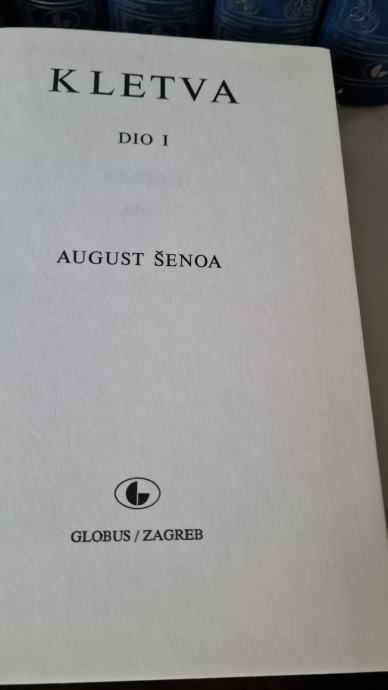 KLETVA
DIO I
AUGUST ŠENOA
GLOBUS / ZAGREB